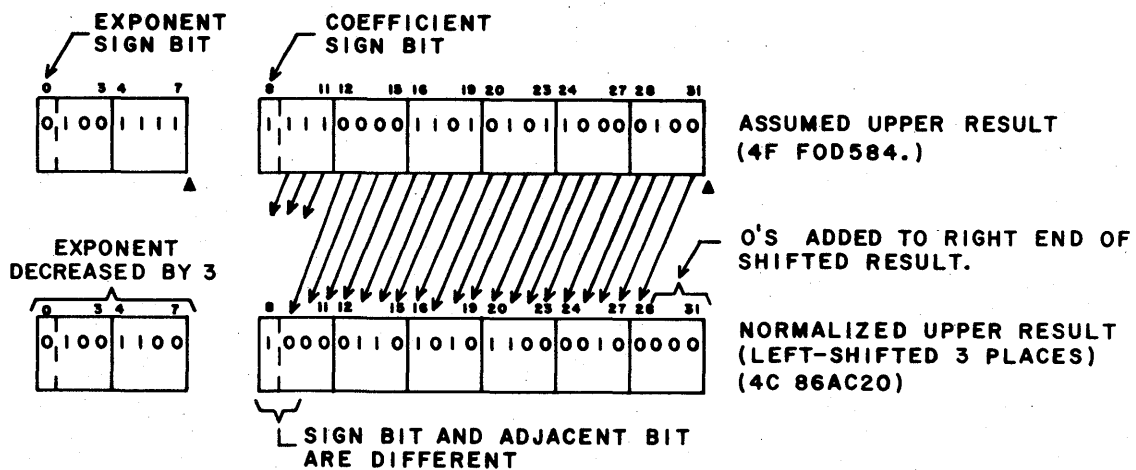 EXPONENT
SIGN BIT
COEFFICIENT
SIGN BIT
0 3 4 7
8 11 12 15 16 19 20 23 24 27 28 31
0 1 0 0 1 1 1 1
1 1 1 1 0 0 0 0 1 1 0 1 0 1 0 1 1 0 0 0 0 1 0 0
ASSUMED UPPER RESULT
(4F F0D584.)
EXPONENT
DECREASED BY 3
0'S ADDED TO RIGHT END OF
SHIFTED RESULT.
0 3 4 7
8 11 12 15 16 19 20 23 24 27 28 31
0 1 0 0 1 1 0 0
1 0 0 0 0 1 1 0 1 0 1 0 1 1 0 0 0 0 1 0 0 0 0 0
NORMALIZED UPPER RESULT
(LEFT-SHIFTED 3 PLACES)
(4C 86AC20)
SIGN BIT AND ADJACENT BIT
ARE DIFFERENT